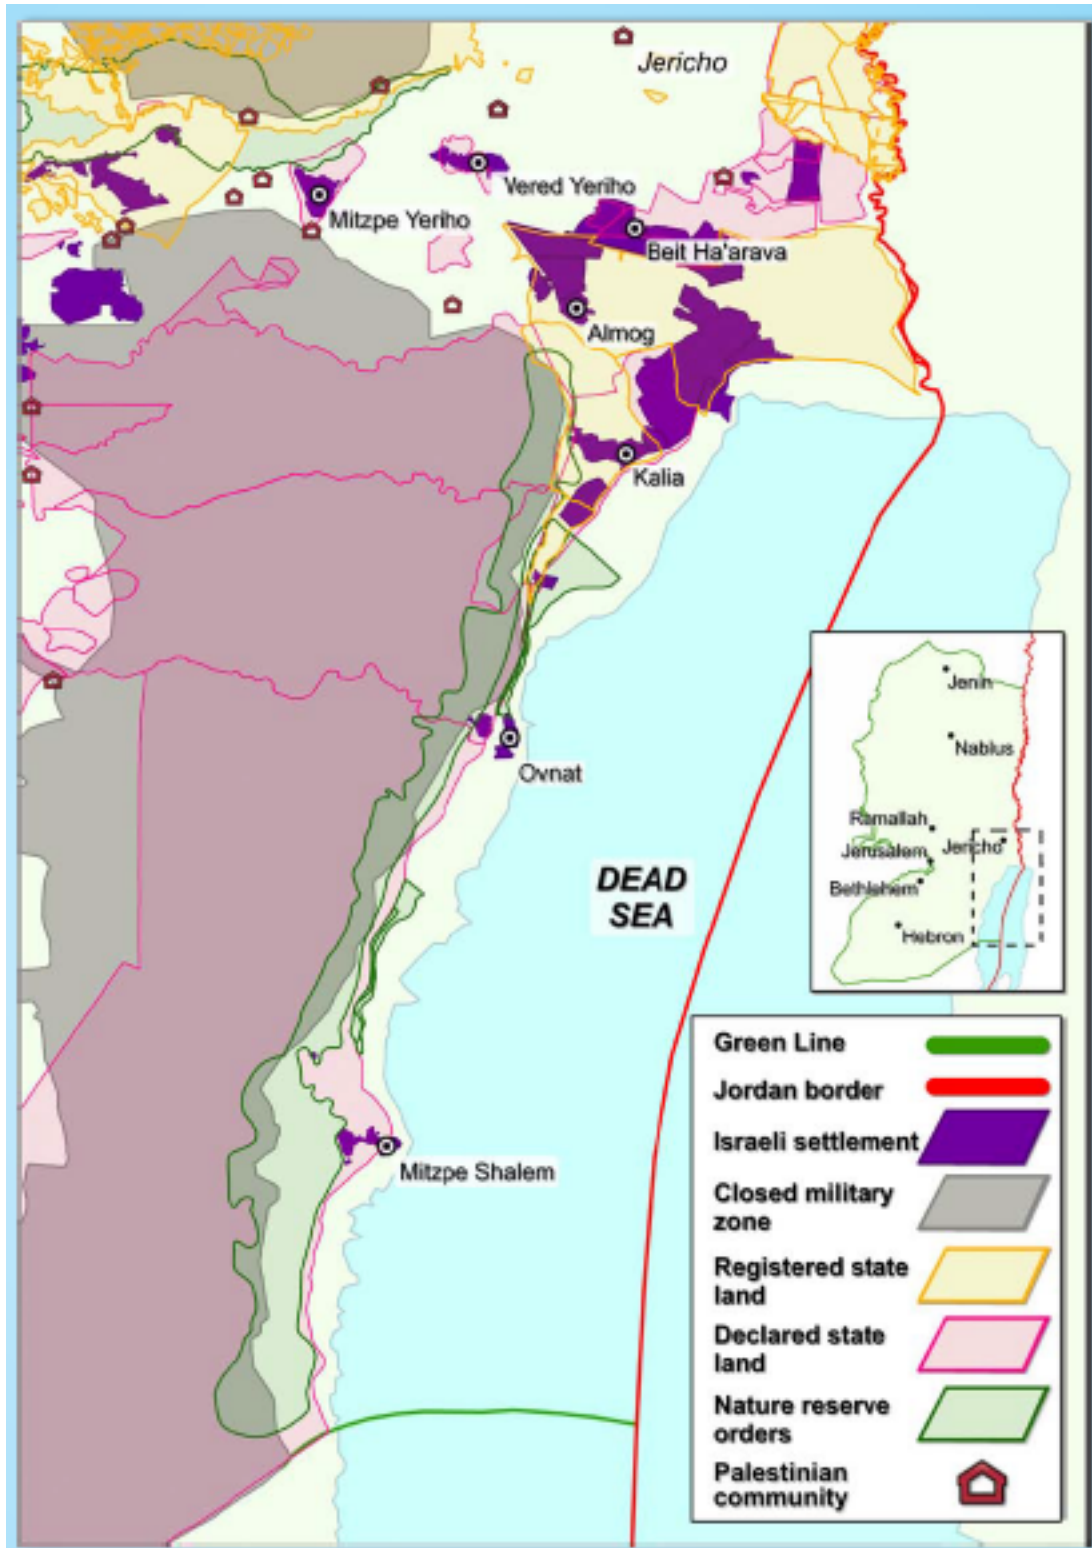 Jericho
Vered Yeriho
Mitzpe Yeriho
Beit Ha'arava
Almog
Kalia
Ovnat
DEAD
SEA
Mitzpe Shalem
Jenin
Nablus
Ramallah
Jerusalem
Jericho
Bethlehem
Hebron
Green Line
Jordan border
Israeli settlement
Closed military
zone
Registered state
land
Declared state
land
Nature reserve
orders
Palestinian
community